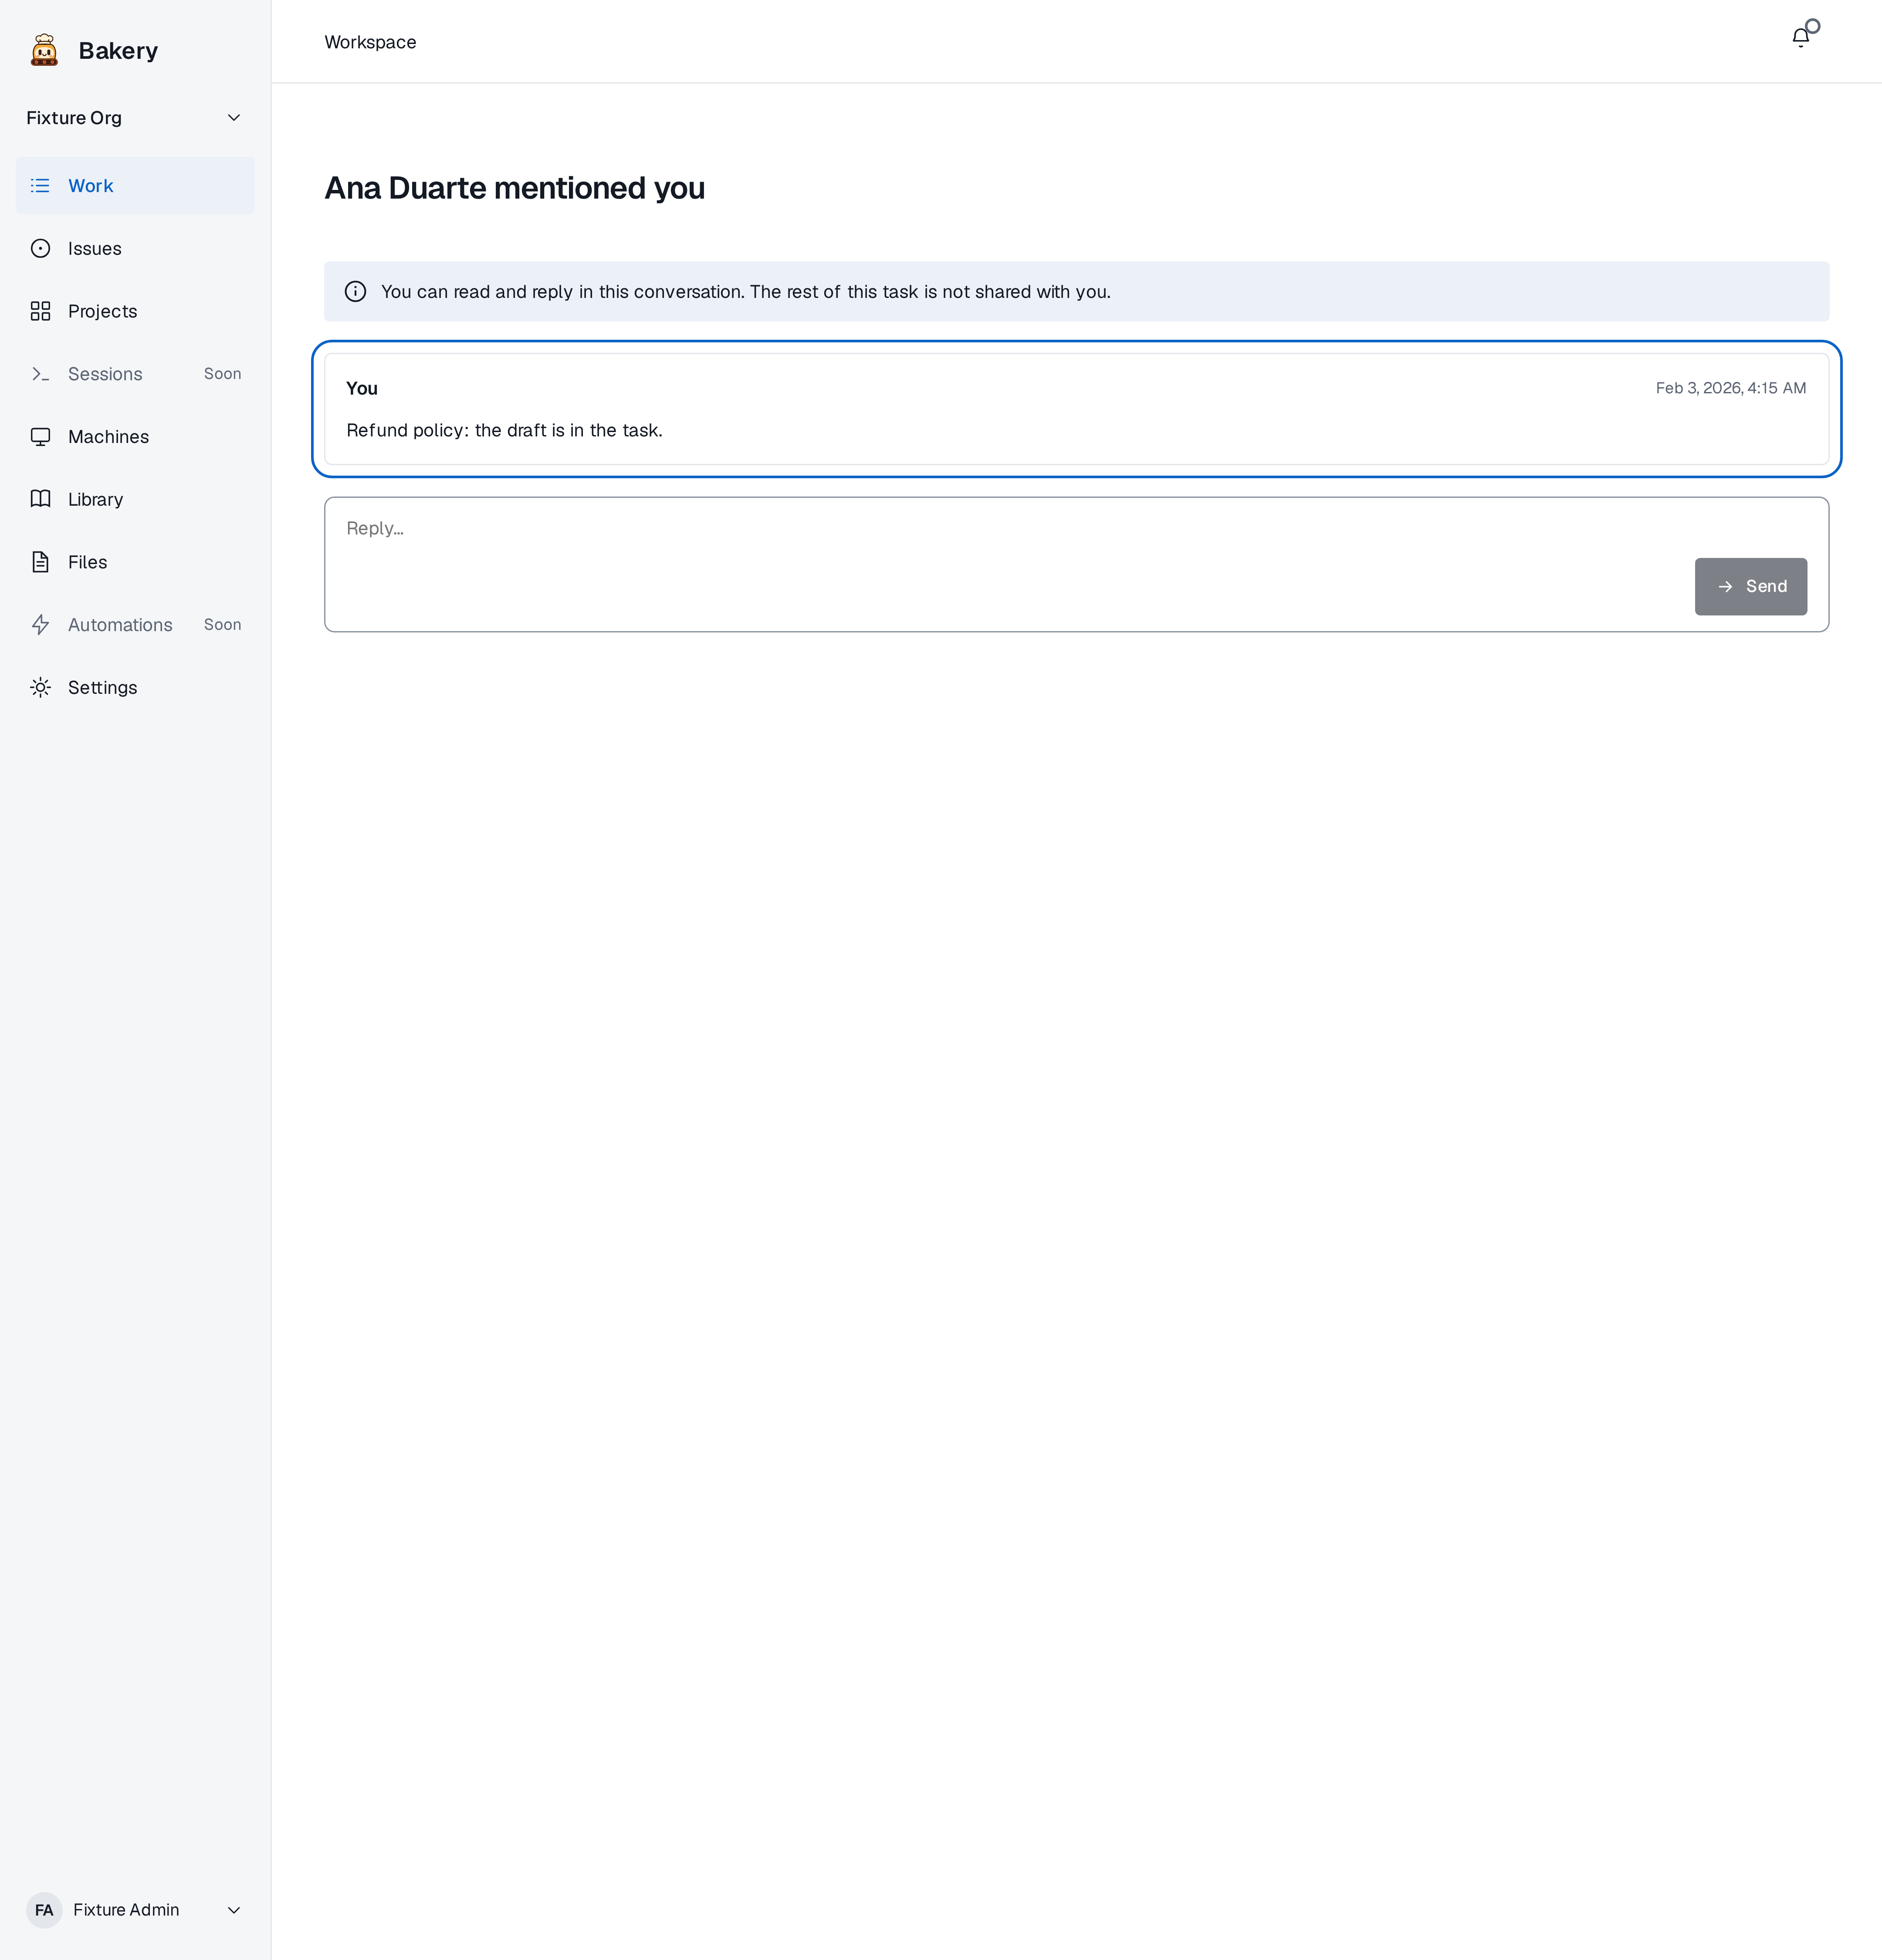 Bakery
Fixture Org
Work
Issues
Projects
Sessions Soon
Machines
Library
Files
Automations Soon
Settings
FA Fixture Admin
Workspace
Ana Duarte mentioned you
You can read and reply in this conversation. The rest of this task is not shared with you.
You Feb 3, 2026, 4:15 AM
Refund policy: the draft is in the task.
Reply...
Send